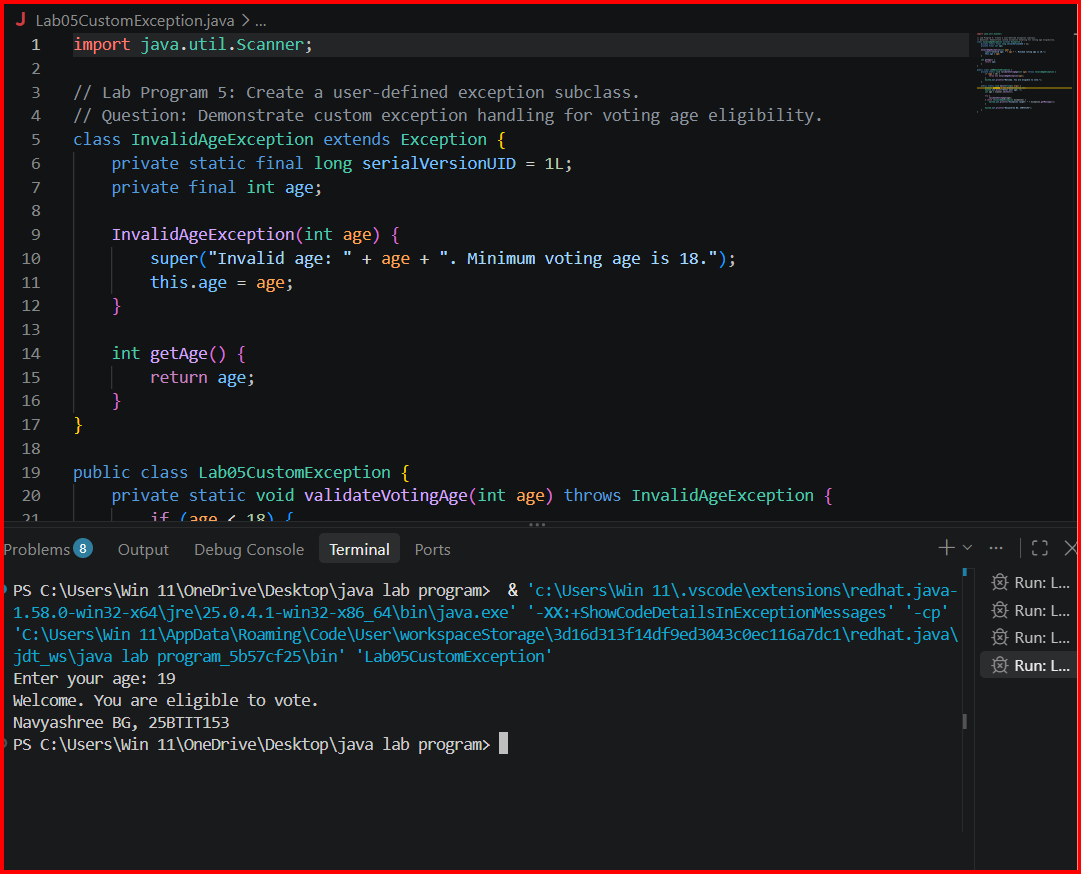 Lab05CustomException.java > ...
1 import java.util.Scanner;
2
3 // Lab Program 5: Create a user-defined exception subclass.
4 // Question: Demonstrate custom exception handling for voting age eligibility.
5 class InvalidAgeException extends Exception {
6 private static final long serialVersionUID = 1L;
7 private final int age;
8
9 InvalidAgeException(int age) {
10 super("Invalid age: " + age + ". Minimum voting age is 18.");
11 this.age = age;
12 }
13
14 int getAge() {
15 return age;
16 }
17 }
18
19 public class Lab05CustomException {
20 private static void validateVotingAge(int age) throws InvalidAgeException {
21 if (age < 18) {
Problems 8 Output Debug Console Terminal Ports
PS C:\Users\Win 11\OneDrive\Desktop\java lab program> & 'c:\Users\Win 11\.vscode\extensions\redhat.java-
1.58.0-win32-x64\jre\25.0.4.1-win32-x86_64\bin\java.exe' '-XX:+ShowCodeDetailsInExceptionMessages' '-cp'
'C:\Users\Win 11\AppData\Roaming\Code\User\workspaceStorage\3d16d313f14df9ed3043c0ec116a7dc1\redhat.java\
jdt_ws\java lab program_5b57cf25\bin' 'Lab05CustomException'
Enter your age: 19
Welcome. You are eligible to vote.
Navyashree BG, 25BTIT153
PS C:\Users\Win 11\OneDrive\Desktop\java lab program>
Run: L...
Run: L...
Run: L...
Run: L...